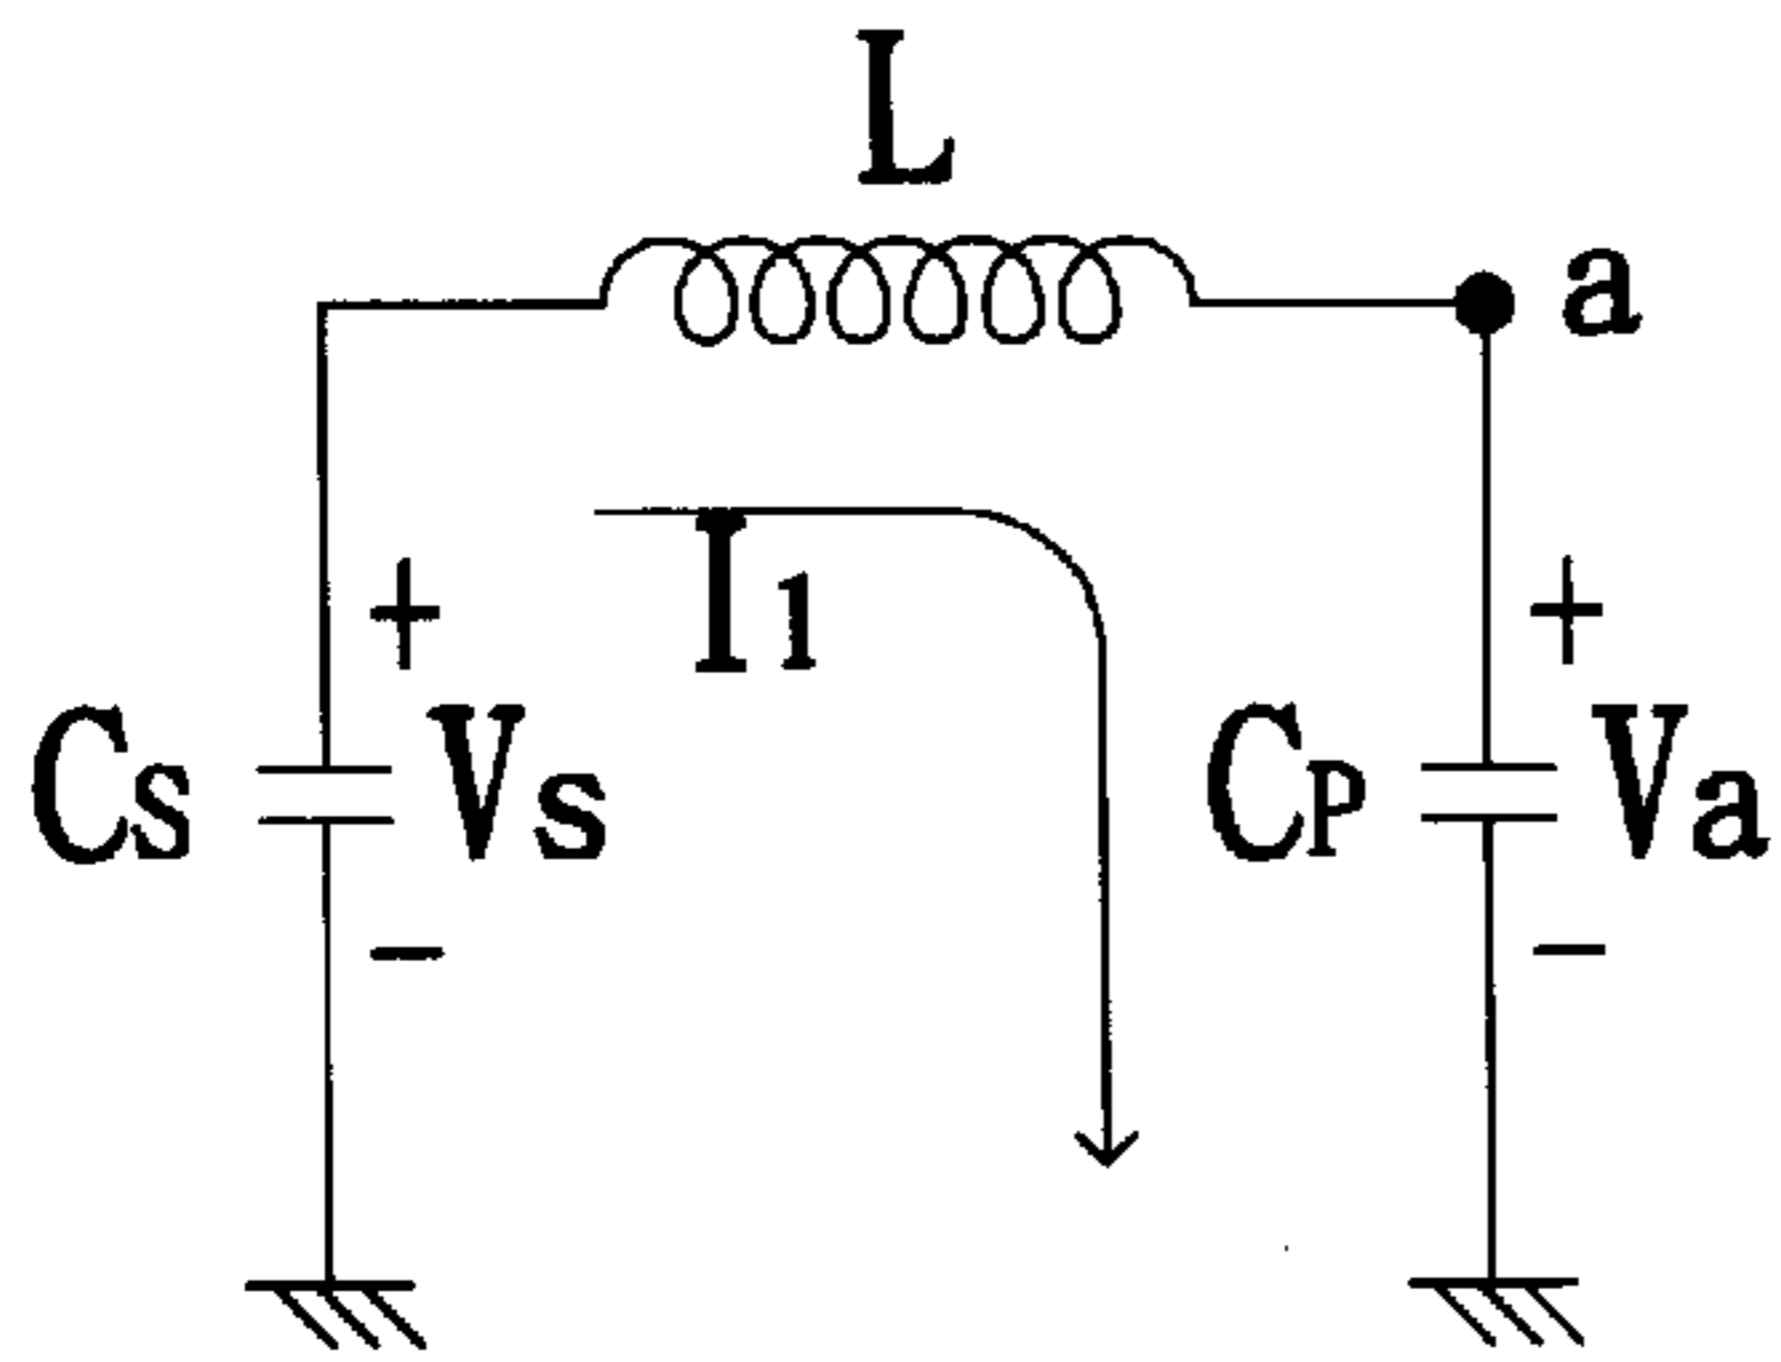 L
a
I1
+ +
Cs Vs CP Va
− −